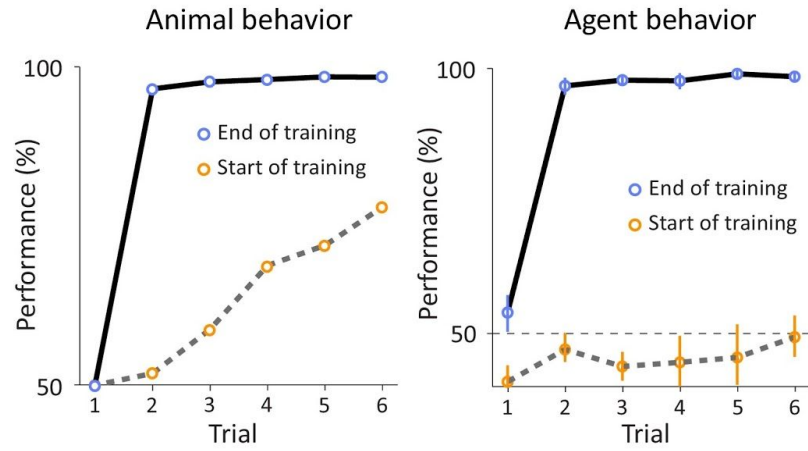 Animal behavior
100
50
Performance (%)
End of training
Start of training
1 2 3 4 5 6
Trial
Agent behavior
100
50
Performance (%)
End of training
Start of training
1 2 3 4 5 6
Trial